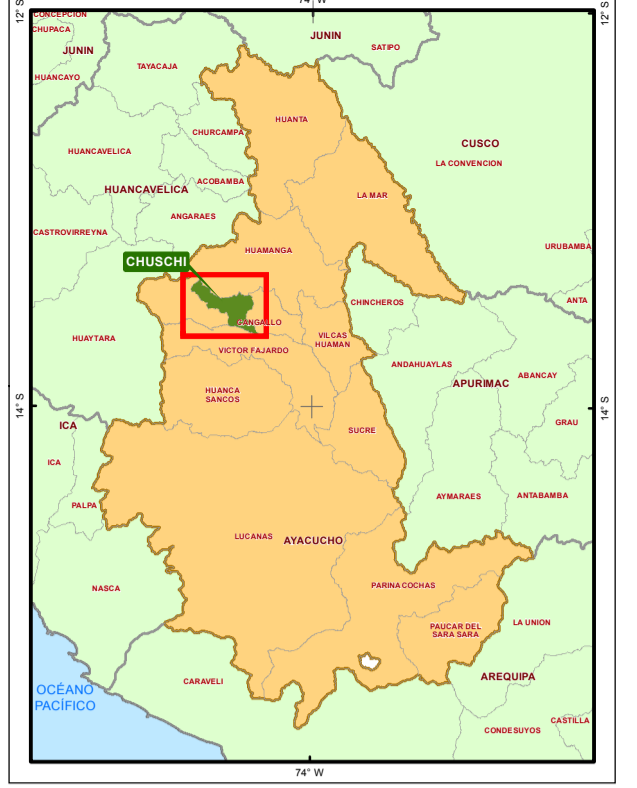 74° W
12° S
12° S
CONCEPCION
CHUPACA
JUNIN
JUNIN
SATIPO
TAYACAJA
HUANCAYO
HUANTA
CHURCAMPA
CUSCO
HUANCAVELICA
LA CONVENCION
ACOBAMBA
HUANCAVELICA
LA MAR
ANGARAES
CASTROVIRREYNA
URUBAMBA
HUAMANGA
CHUSCHI
CHINCHEROS
ANTA
CANGALLO
HUAYTARA
VILCAS
HUAMAN
VICTOR FAJARDO
ANDAHUAYLAS
ABANCAY
APURIMAC
HUANCA
SANCOS
14° S
14° S
GRAU
ICA
SUCRE
ICA
AYMARAES
ANTABAMBA
PALPA
LUCANAS
AYACUCHO
NASCA
PARINACOCHAS
PAUCAR DEL
SARA SARA
LA UNION
CARAVELI
AREQUIPA
OCÉANO
PACÍFICO
CASTILLA
CONDESUYOS
74° W